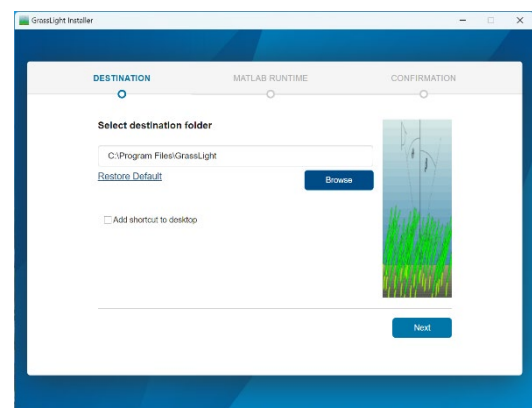 GrassLight Installer
DESTINATION MATLAB RUNTIME CONFIRMATION
Select destination folder
C:\Program Files\GrassLight
Restore Default Browse
Add shortcut to desktop
Next